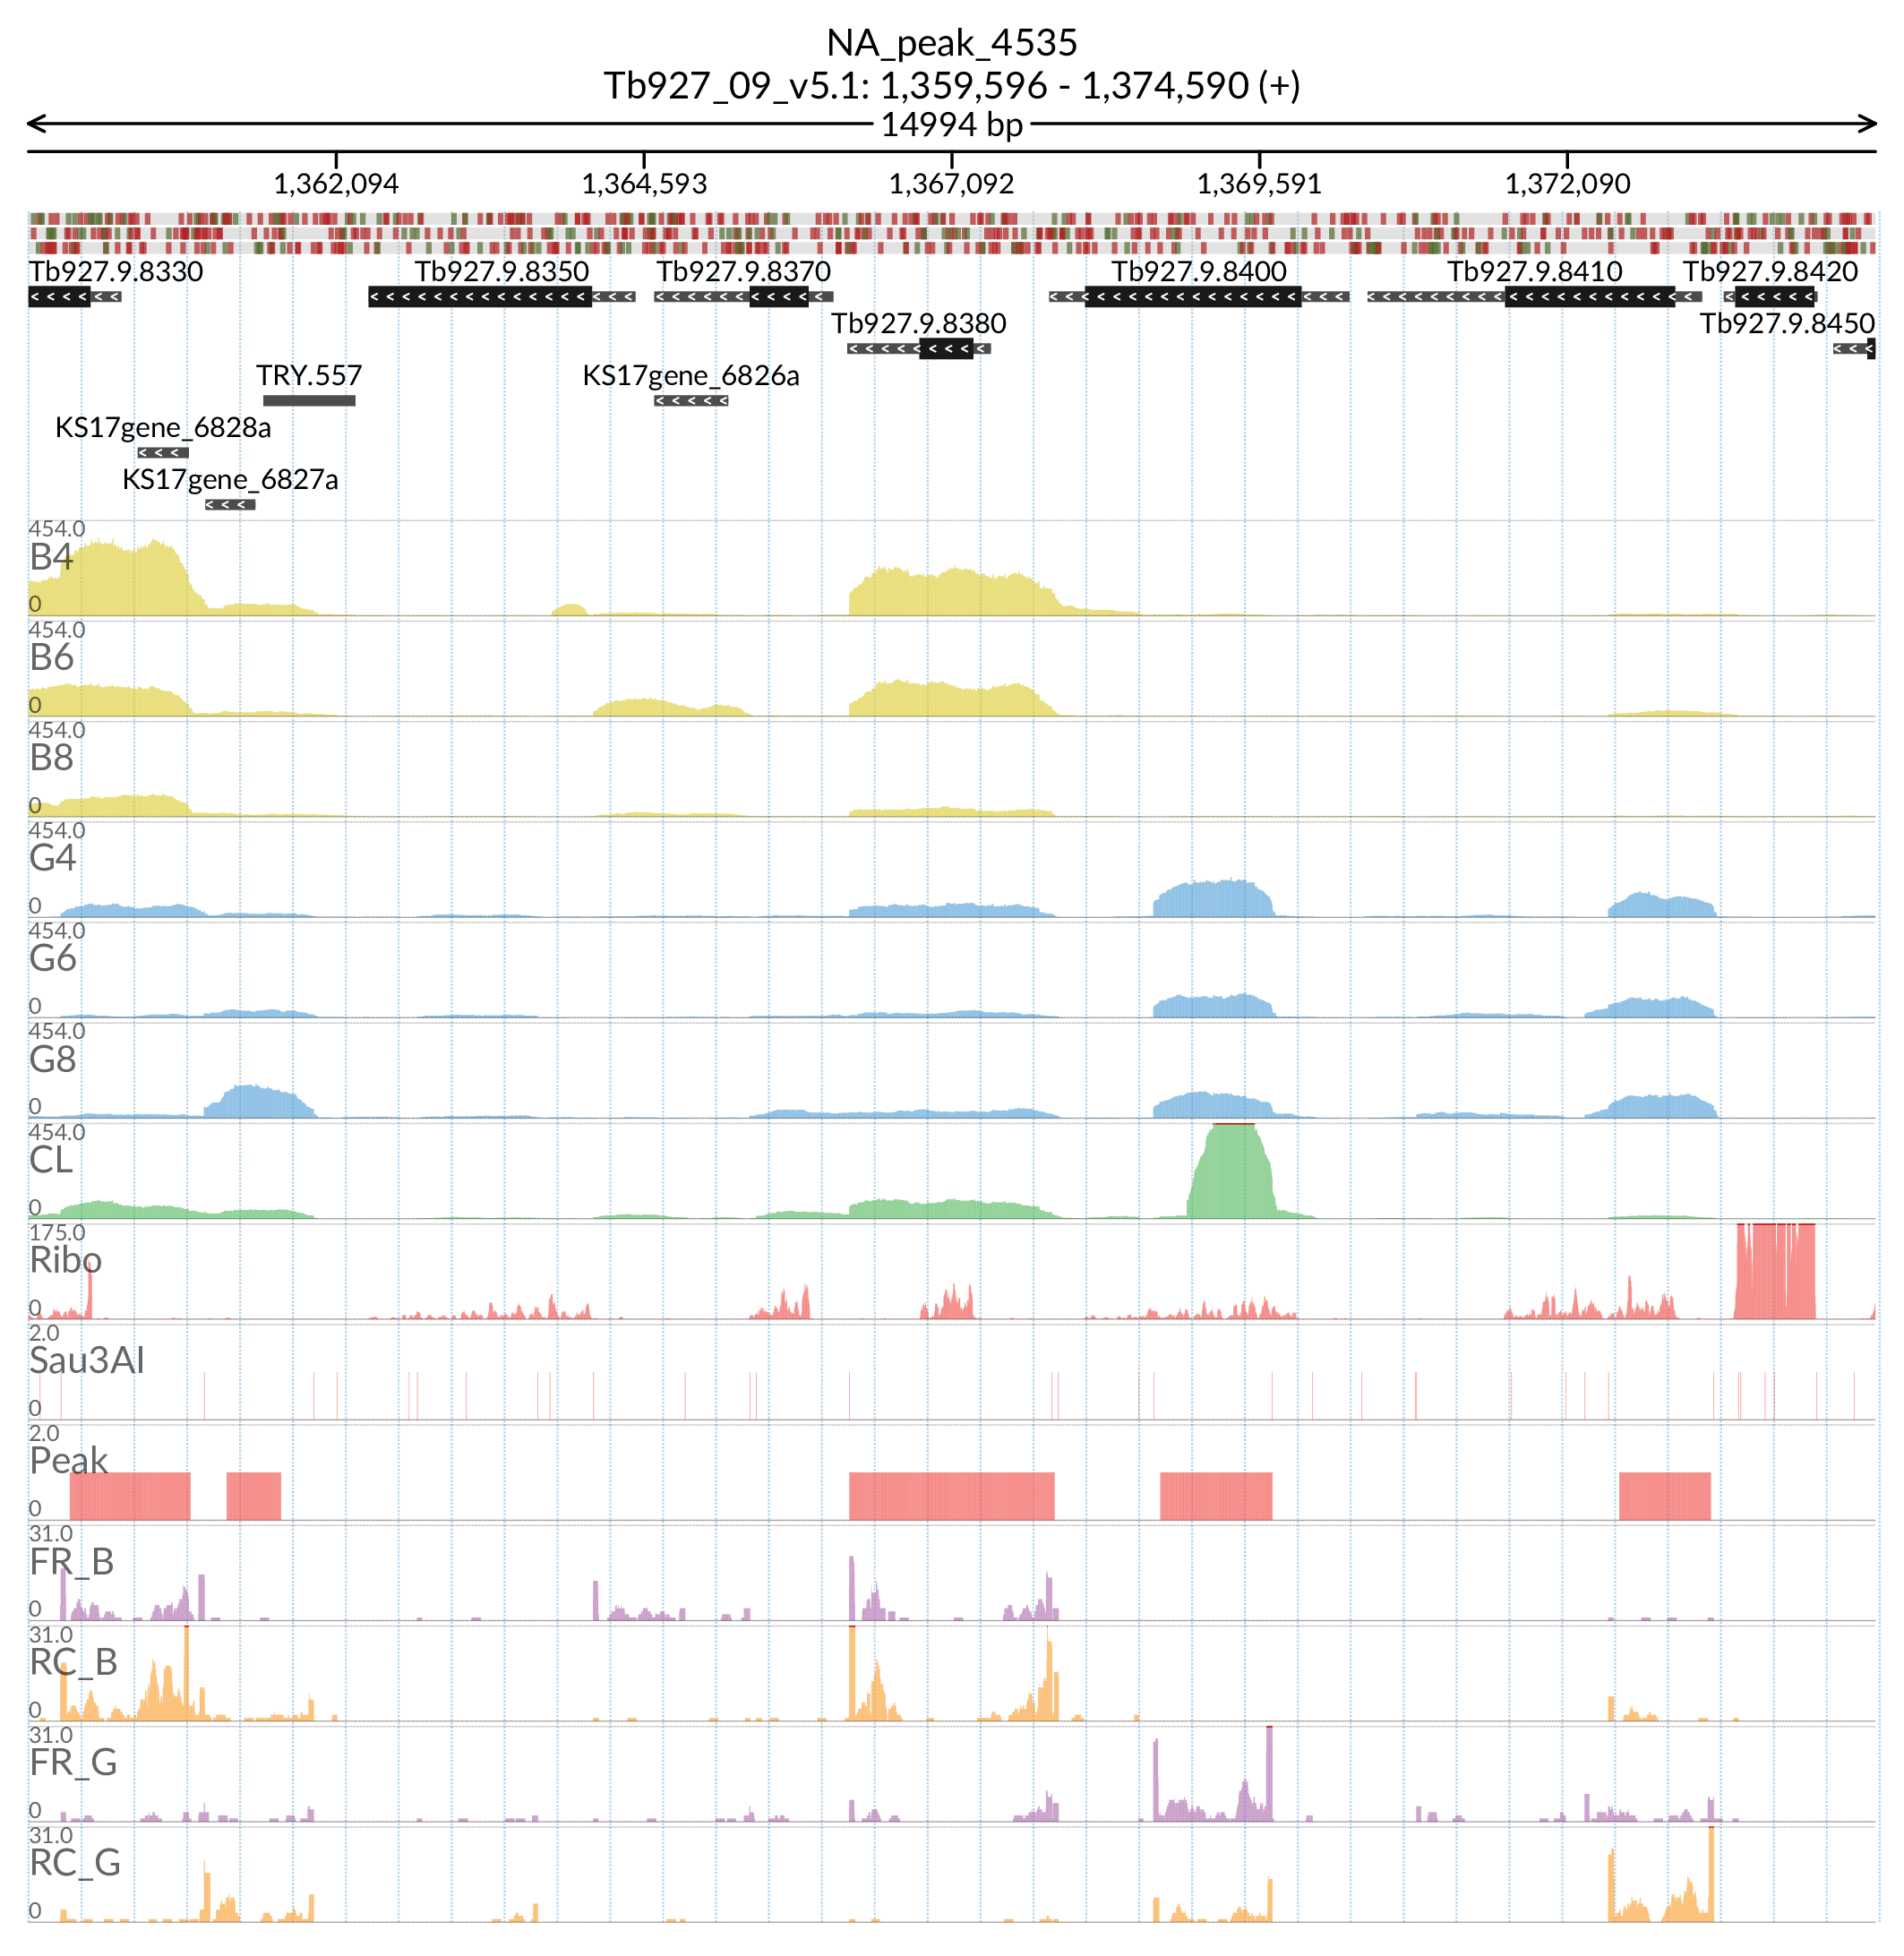 NA_peak_4535
Tb927_09_v5.1: 1,359,596 - 1,374,590 (+)
14994 bp
1,362,094 1,364,593 1,367,092 1,369,591 1,372,090
Tb927.9.8330 Tb927.9.8350 Tb927.9.8370 Tb927.9.8400 Tb927.9.8410 Tb927.9.8420
Tb927.9.8380 Tb927.9.8450
TRY.557 KS17gene_6826a
KS17gene_6828a
KS17gene_6827a
454.0
B4
0
454.0
B6
0
454.0
B8
0
454.0
G4
0
454.0
G6
0
454.0
G8
0
454.0
CL
0
175.0
Ribo
0
2.0
Sau3AI
0
2.0
Peak
0
31.0
FR_B
0
31.0
RC_B
0
31.0
FR_G
0
31.0
RC_G
0